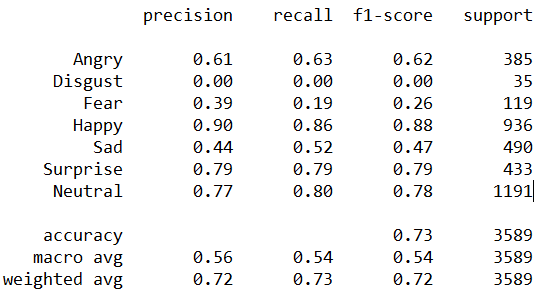 precision recall f1-score support
Angry 0.61 0.63 0.62 385
Disgust 0.00 0.00 0.00 35
Fear 0.39 0.19 0.26 119
Happy 0.90 0.86 0.88 936
Sad 0.44 0.52 0.47 490
Surprise 0.79 0.79 0.79 433
Neutral 0.77 0.80 0.78 1191
accuracy 0.73 3589
macro avg 0.56 0.54 0.54 3589
weighted avg 0.72 0.73 0.72 3589